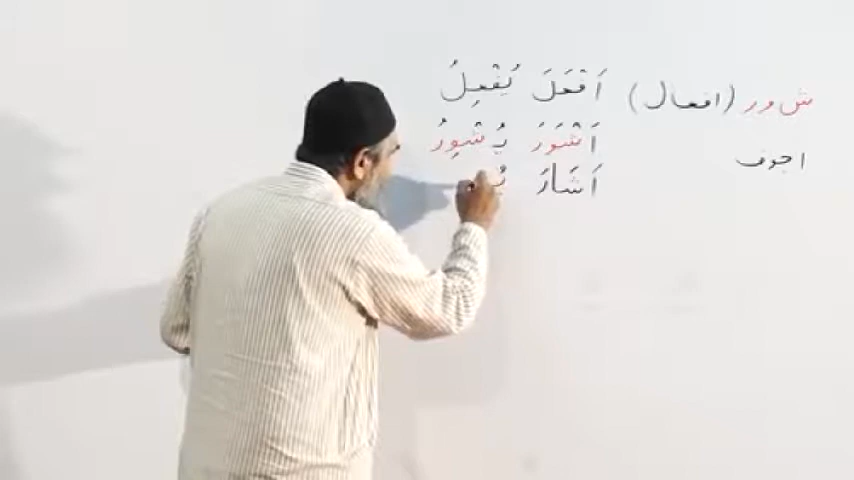 ش و ر (افعال) اَفْعَلَ يُفْعِلُ
اجوف اَشْوَرَ يُشْوِرُ
اَشَارَ يُ